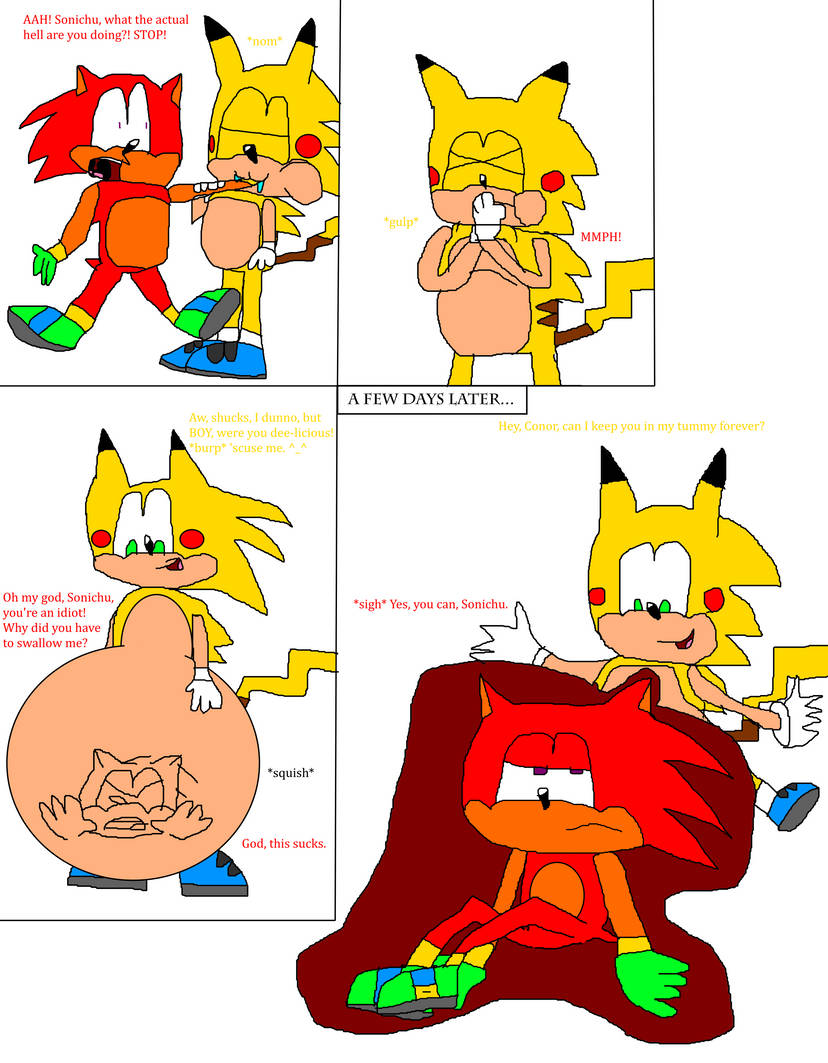 AAH! Sonichu, what the actual
hell are you doing?! STOP!
*nom*
*gulp*
MMPH!
Aw, shucks, I dunno, but
BOY, were you dee-licious!
*burp* 'scuse me. ^_^
Oh my god, Sonichu,
you're an idiot!
Why did you have
to swallow me?
*squish*
God, this sucks.
A FEW DAYS LATER...
Hey, Conor, can I keep you in my tummy forever?
*sigh* Yes, you can, Sonichu.